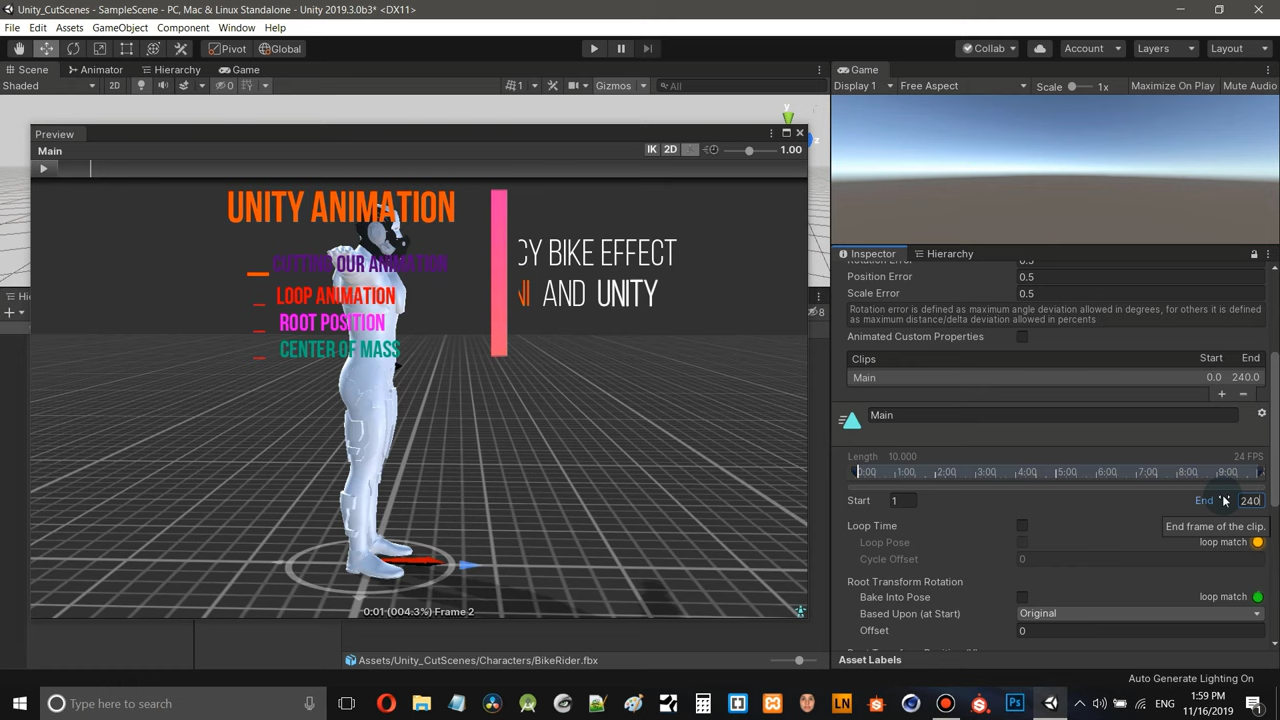 Unity_CutScenes - SampleScene - PC, Mac & Linux Standalone - Unity 2019.3.0b3* <DX11>
File Edit Assets GameObject Component Window Help
Pivot Global Collab Account Layers Layout
Scene Animator Hierarchy Game
Game
Shaded 2D 0 1 Gizmos All
Display 1 Free Aspect Scale 1x Maximize On Play Mute Audio
y
z
Preview
Main IK 2D 1.00
UNITY ANIMATION
CUTTING OUR ANIMATION
LOOP ANIMATION
ROOT POSITION
CENTER OF MASS
CY BIKE EFFECT
NI AND UNITY
0:01 (004.3%) Frame 2
8
Assets/Unity_CutScenes/Characters/BikeRider.fbx
Inspector Hierarchy
Rotation Error 0.5
Position Error 0.5
Scale Error 0.5
Rotation error is defined as maximum angle deviation allowed in degrees, for others it is defined
as maximum distance/delta deviation allowed in percents
Animated Custom Properties
Clips Start End
Main 0.0 240.0
Main
Length 10.000 24 FPS
0:00 1:00 2:00 3:00 4:00 5:00 6:00 7:00 8:00 9:00
Start 1 End 240
End frame of the clip.
Loop Time
Loop Pose loop match
Cycle Offset 0
Root Transform Rotation
Bake Into Pose loop match
Based Upon (at Start) Original
Offset 0
Asset Labels
Auto Generate Lighting On
Type here to search
LN
Ps
ENG
1:59 PM
11/16/2019